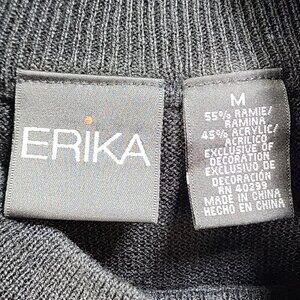 ERIKA
M
55% RAMIE/
RAMINA
45% ACRYLIC/
ACRILICO
EXCLUSIVE OF
DECORATION
EXCLUSIVO DE
DECORACIÓN
RN 40299
MADE IN CHINA
HECHO EN CHINA